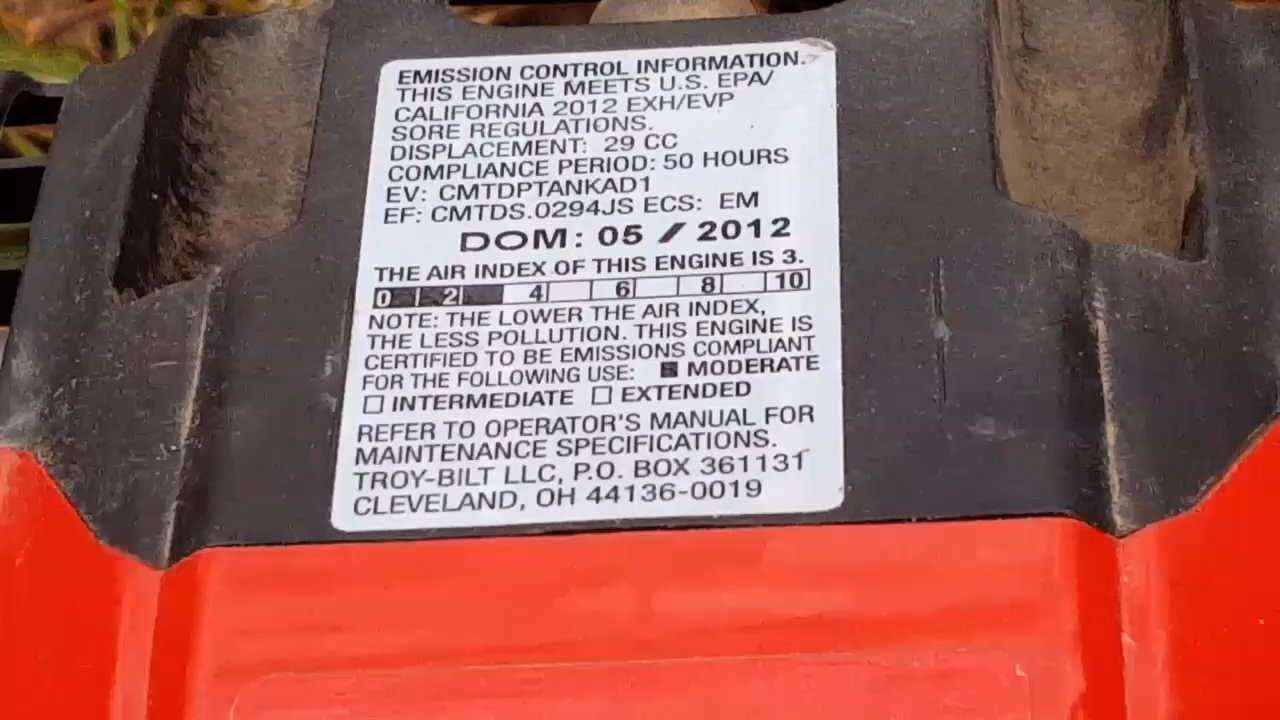 EMISSION CONTROL INFORMATION.
THIS ENGINE MEETS U.S. EPA/
CALIFORNIA 2012 EXH/EVP
SORE REGULATIONS.
DISPLACEMENT: 29 CC
COMPLIANCE PERIOD: 50 HOURS
EV: CMTDPTANKAD1
EF: CMTDS.0294JS ECS: EM
DOM: 05 / 2012
THE AIR INDEX OF THIS ENGINE IS 3.
0 2 4 6 8 10
NOTE: THE LOWER THE AIR INDEX,
THE LESS POLLUTION. THIS ENGINE IS
CERTIFIED TO BE EMISSIONS COMPLIANT
FOR THE FOLLOWING USE: ■ MODERATE
□ INTERMEDIATE □ EXTENDED
REFER TO OPERATOR'S MANUAL FOR
MAINTENANCE SPECIFICATIONS.
TROY-BILT LLC, P.O. BOX 361131
CLEVELAND, OH 44136-0019